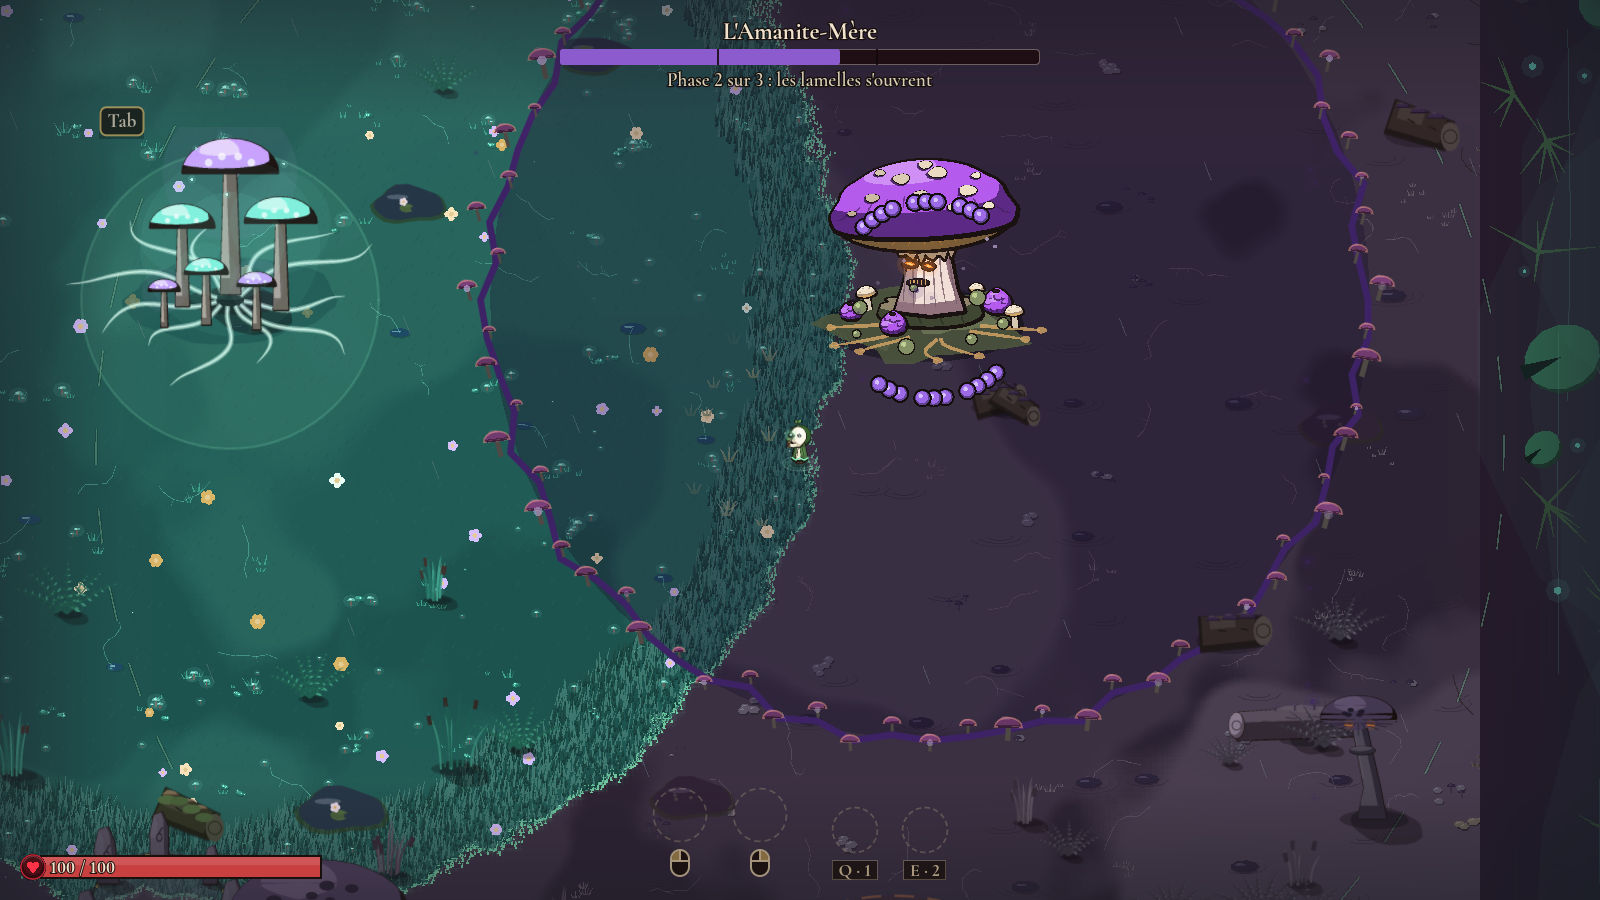 L'Amanite-Mère
Phase 2 sur 3 : les lamelles s'ouvrent
Tab
100 / 100
Q · 1
E · 2